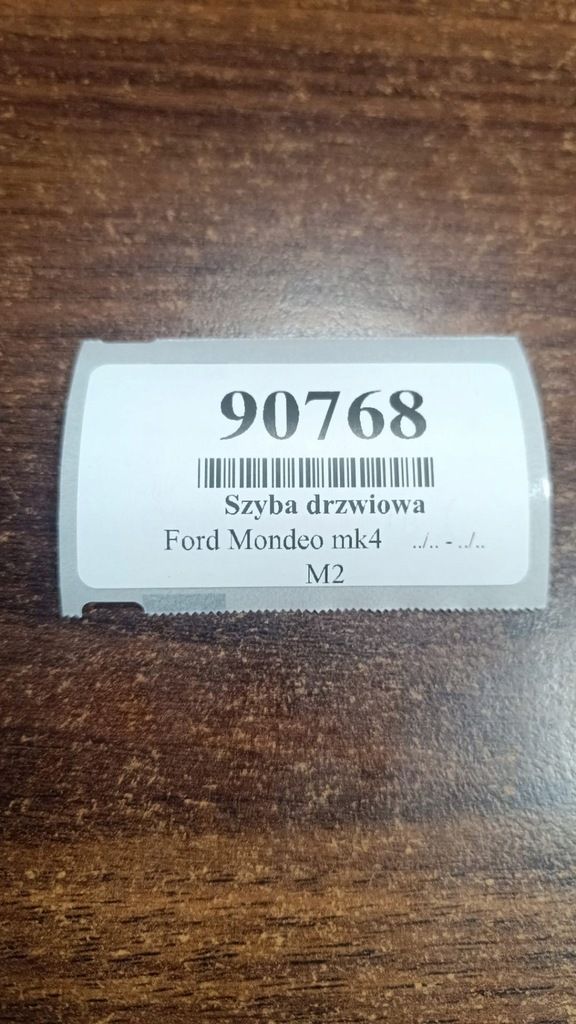 90768
Szyba drzwiowa
Ford Mondeo mk4 ../.. - ../..
M2